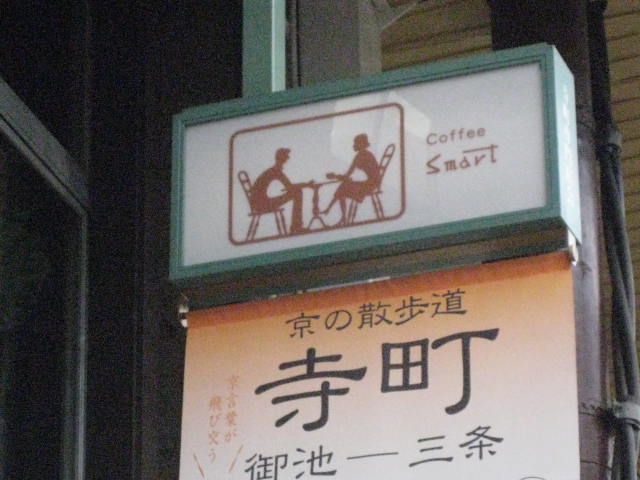 Coffee
smart
京の散歩道
寺町
京言葉が
飛び交う
御池―三条